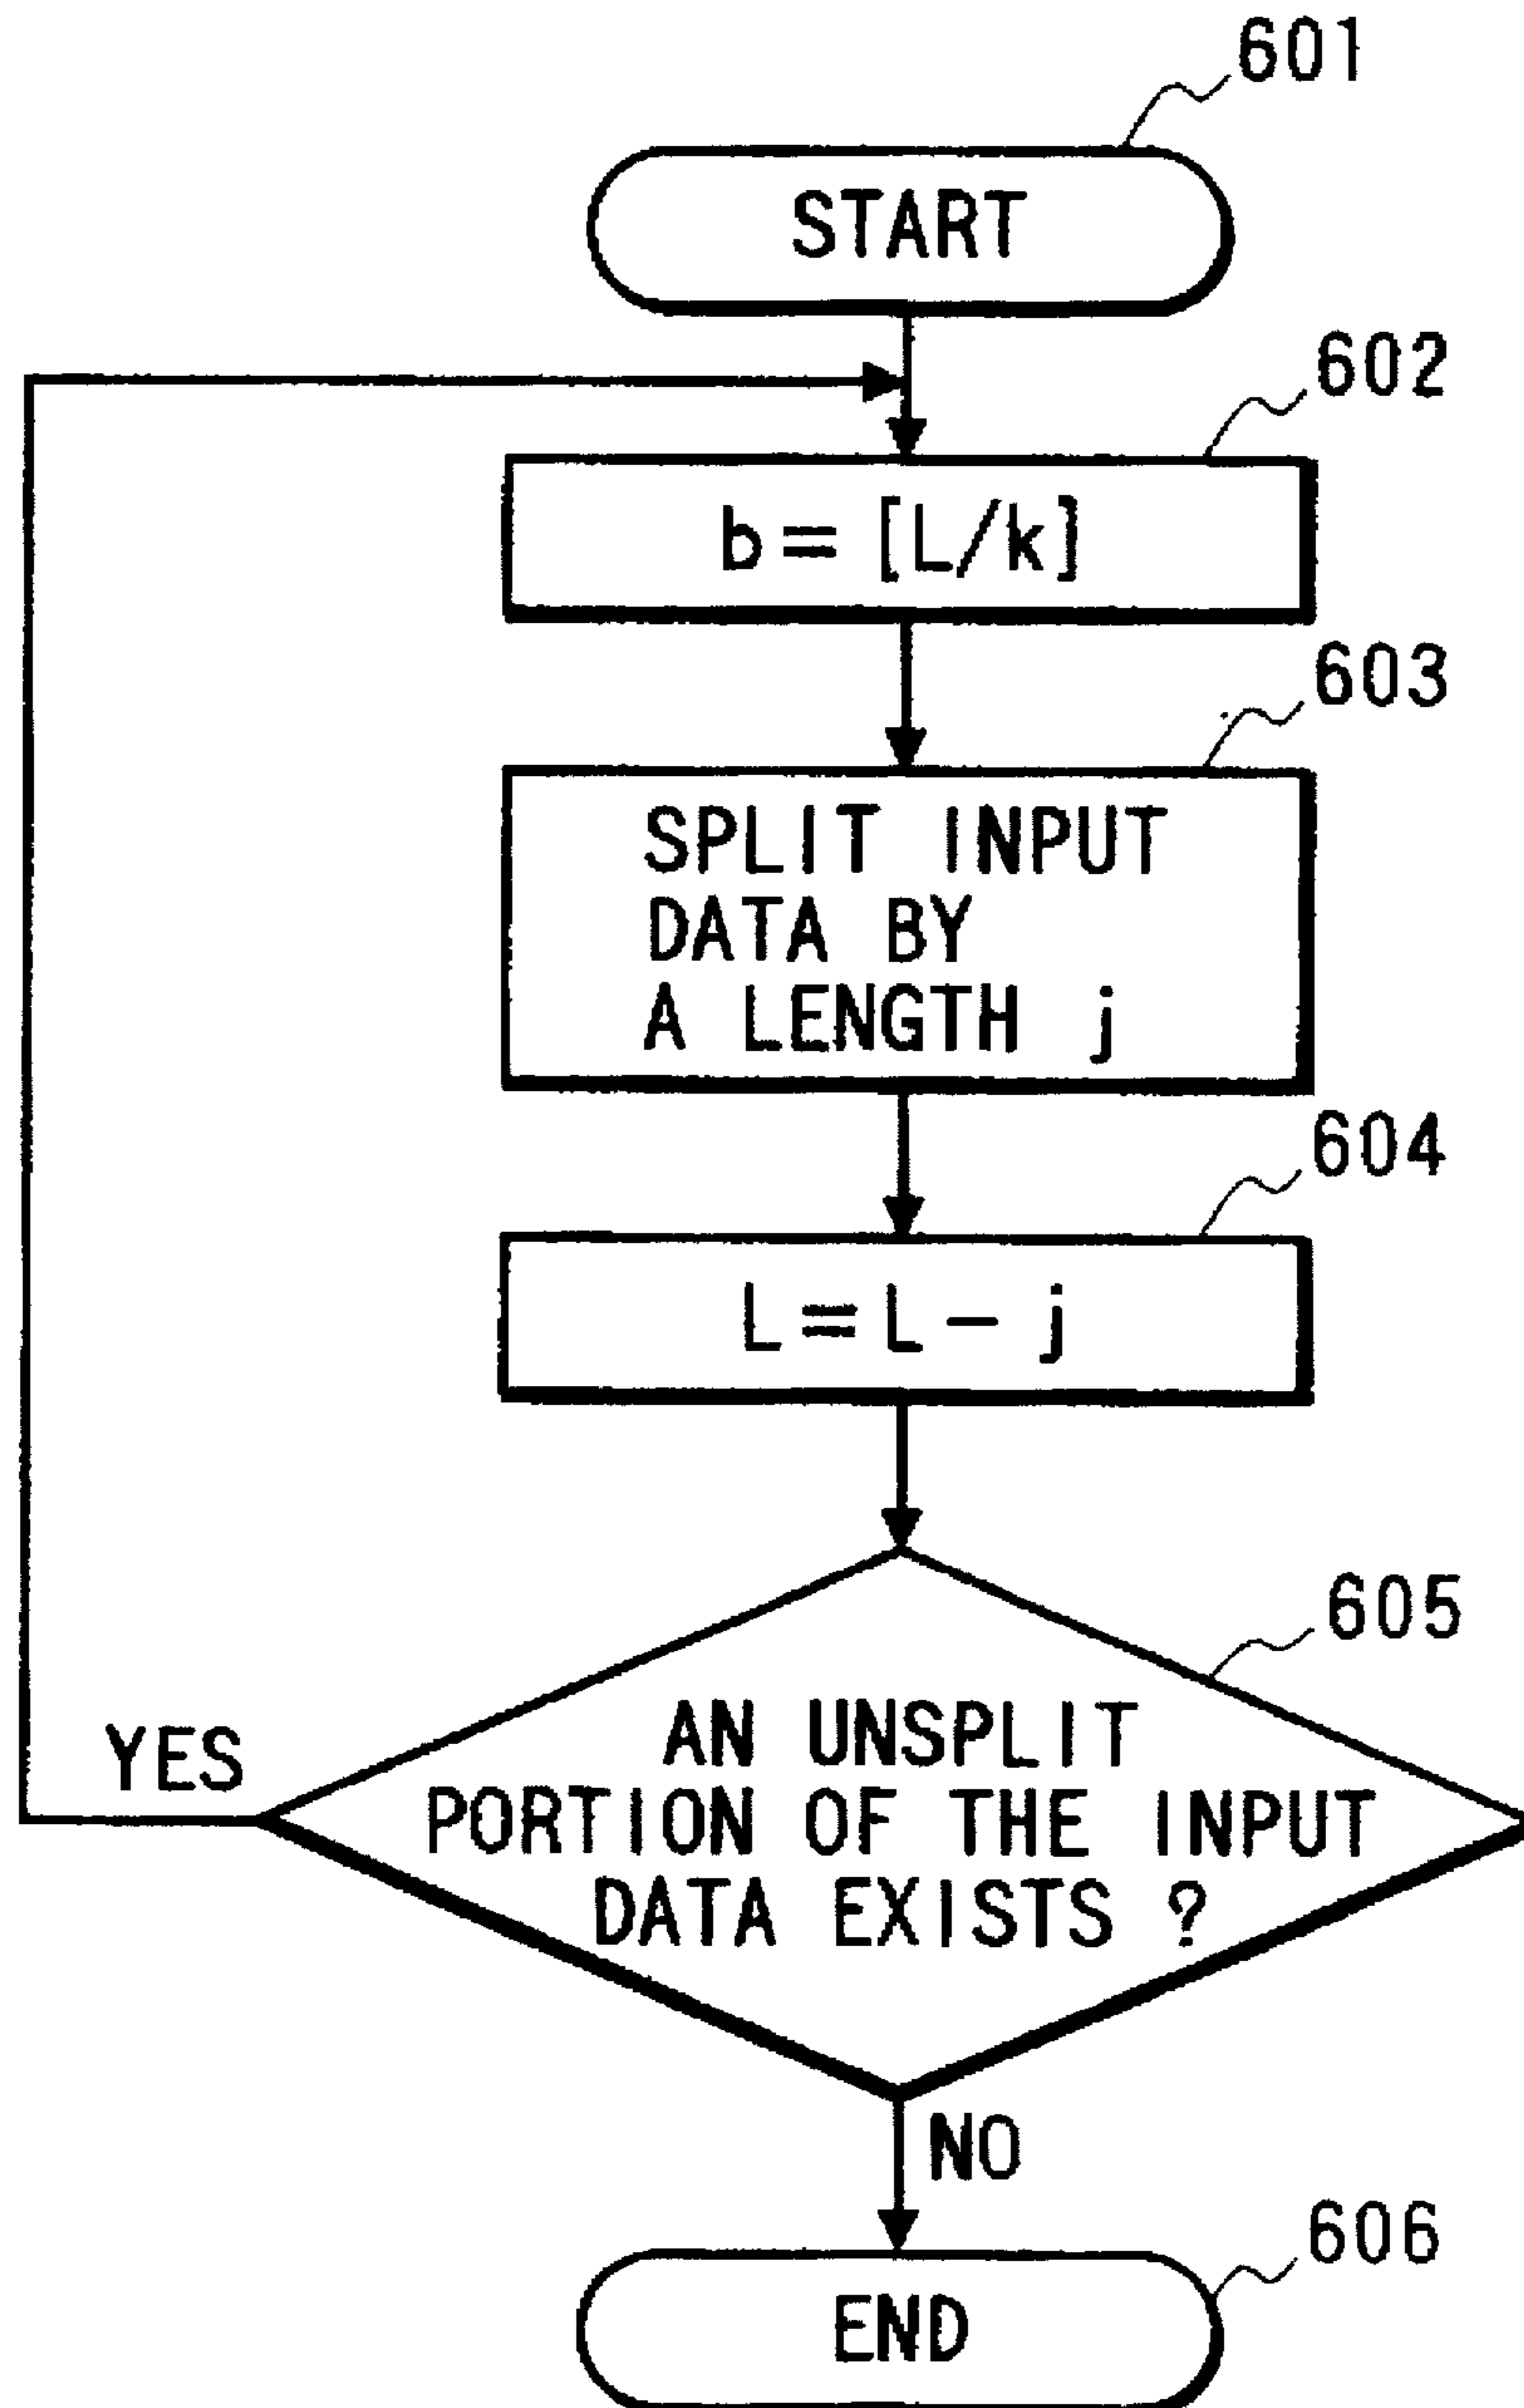 601
START
602
b=[L/k]
603
SPLIT INPUT
DATA BY
A LENGTH j
604
L=L-j
605
AN UNSPLIT
PORTION OF THE INPUT
DATA EXISTS ?
YES
NO
606
END